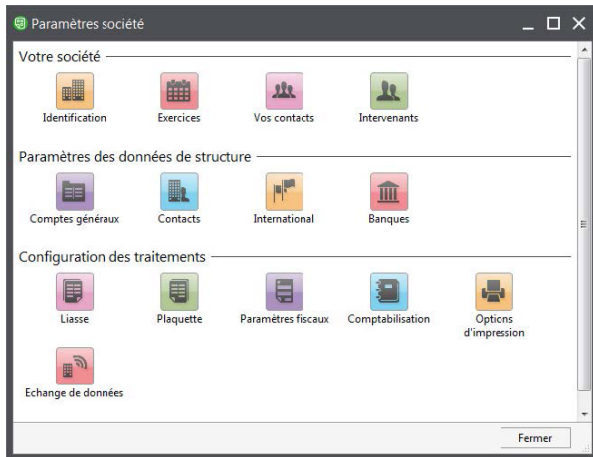 Paramètres société
Votre société
Identification
Exercices
Vos contacts
Intervenants
Paramètres des données de structure
Comptes généraux
Contacts
International
Banques
Configuration des traitements
Liasse
Plaquette
Paramètres fiscaux
Comptabilisation
Options
d'impression
Echange de données
Fermer